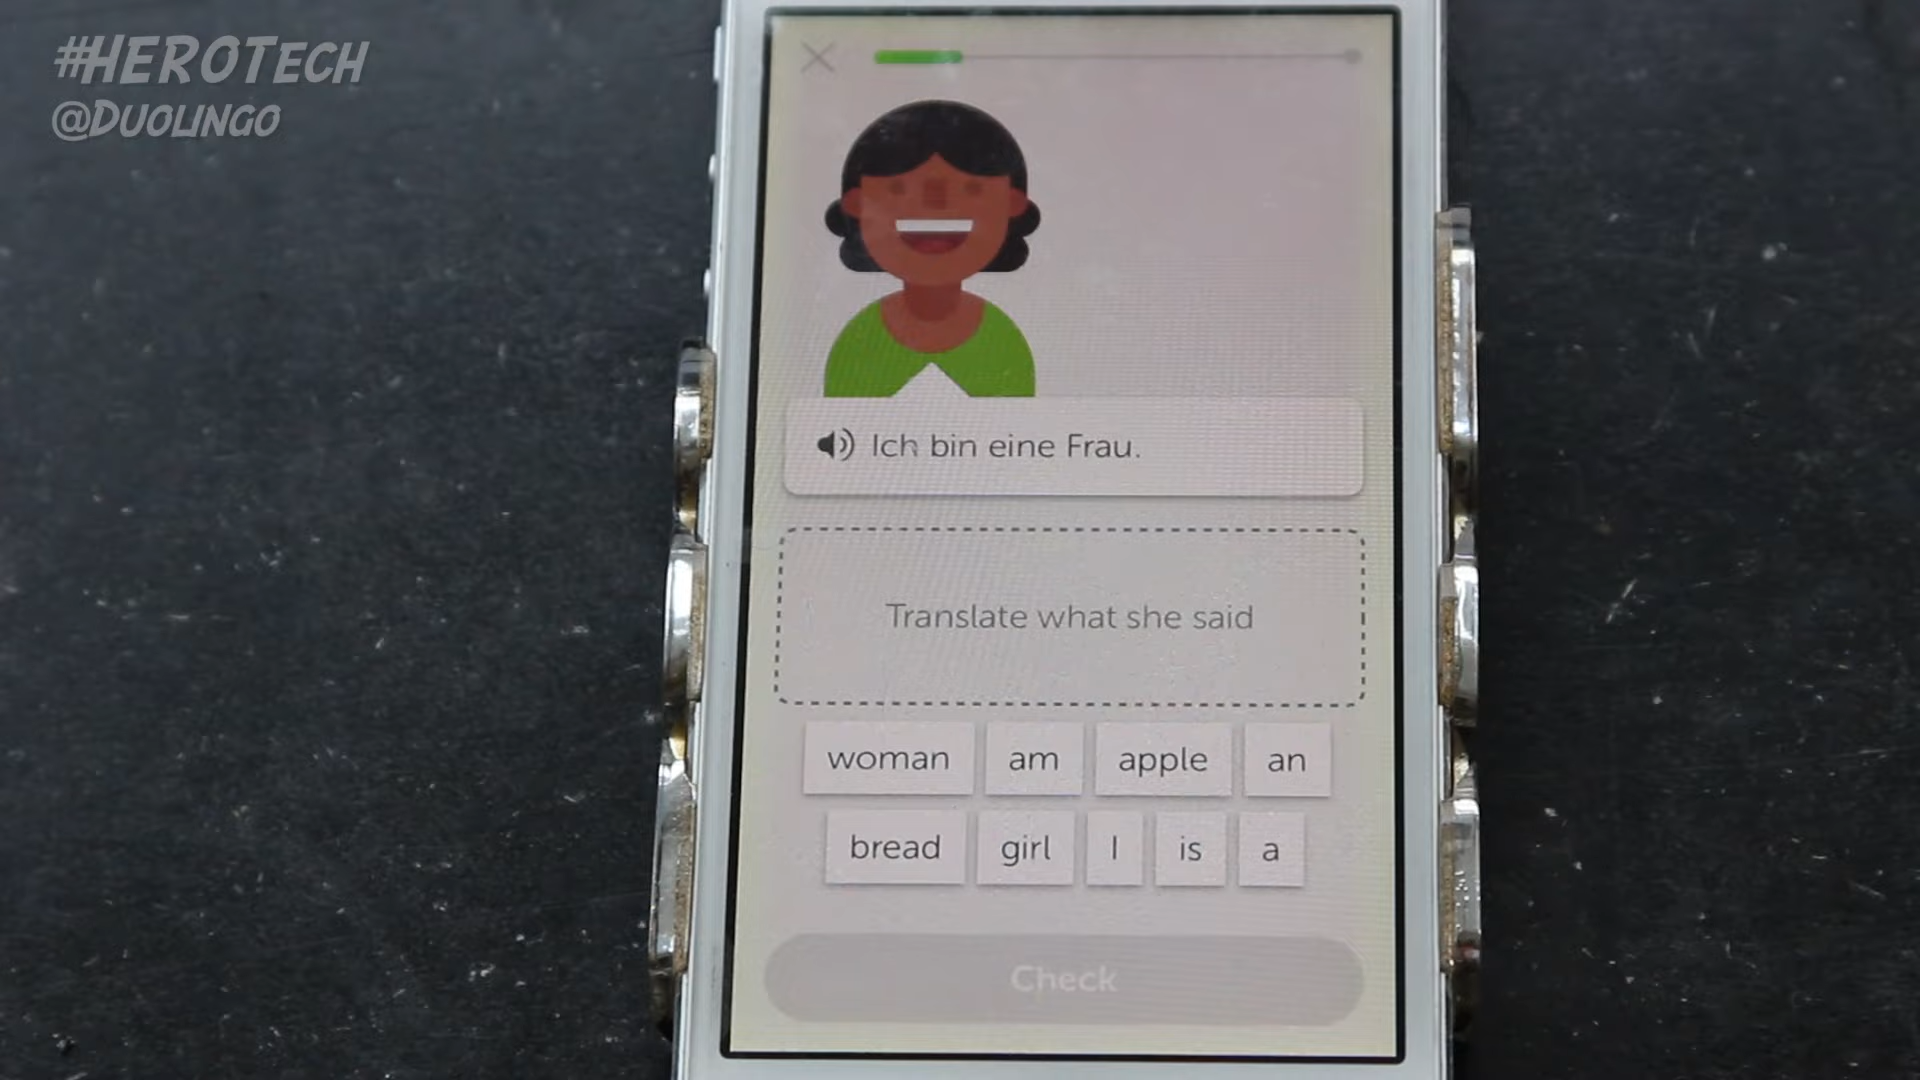 #HEROTECH
@DUOLINGO
Ich bin eine Frau.
Translate what she said
woman am apple an
bread girl I is a
Check